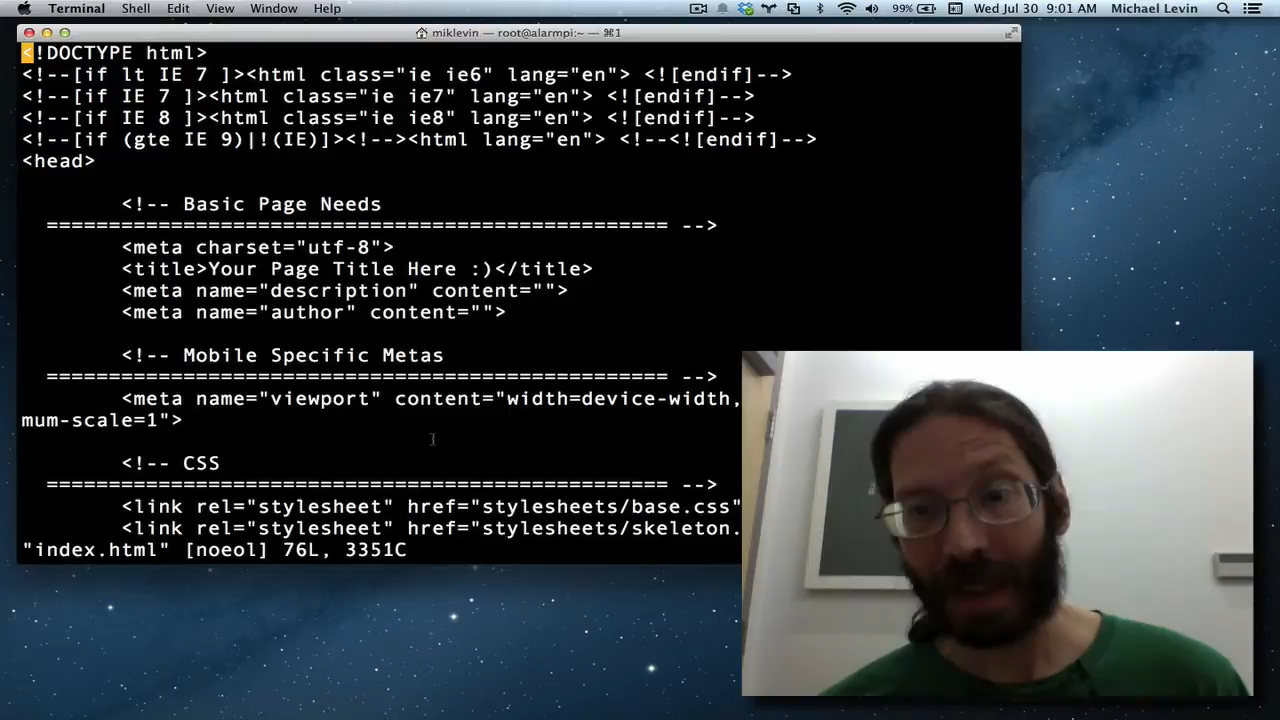 Terminal Shell Edit View Window Help 99% Wed Jul 30 9:01 AM Michael Levin
miklevin — root@alarmpi:~ — ⌘1
<!DOCTYPE html>
<!--[if lt IE 7 ]><html class="ie ie6" lang="en"> <![endif]-->
<!--[if IE 7 ]><html class="ie ie7" lang="en"> <![endif]-->
<!--[if IE 8 ]><html class="ie ie8" lang="en"> <![endif]-->
<!--[if (gte IE 9)|!(IE)]><!--><html lang="en"> <!--<![endif]-->
<head>
<!-- Basic Page Needs
================================================== -->
<meta charset="utf-8">
<title>Your Page Title Here :)</title>
<meta name="description" content="">
<meta name="author" content="">
<!-- Mobile Specific Metas
================================================== -->
<meta name="viewport" content="width=device-width,
mum-scale=1">
<!-- CSS
================================================== -->
<link rel="stylesheet" href="stylesheets/base.css"
<link rel="stylesheet" href="stylesheets/skeleton.
"index.html" [noeol] 76L, 3351C